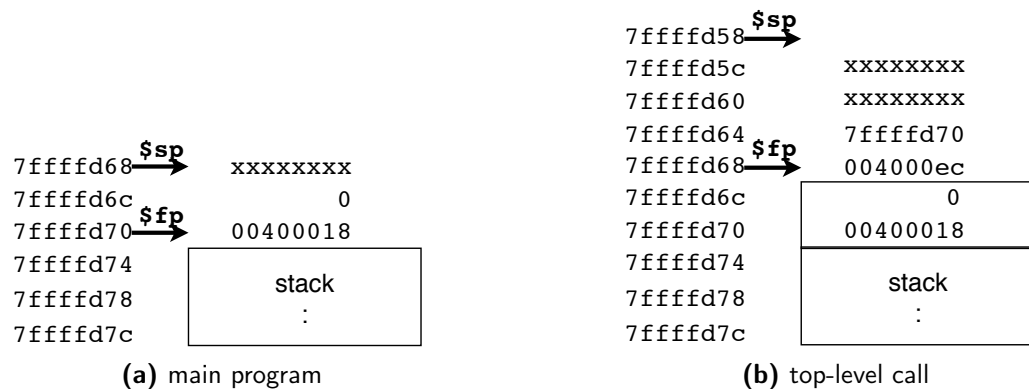 $sp
7ffffd68 xxxxxxxx
7ffffd6c 0
$fp
7ffffd70 00400018
7ffffd74
stack
7ffffd78
:
7ffffd7c
(a) main program
$sp
7ffffd58
7ffffd5c xxxxxxxx
7ffffd60 xxxxxxxx
7ffffd64 7ffffd70
$fp
7ffffd68 004000ec
7ffffd6c 0
7ffffd70 00400018
7ffffd74
stack
7ffffd78
:
7ffffd7c
(b) top-level call